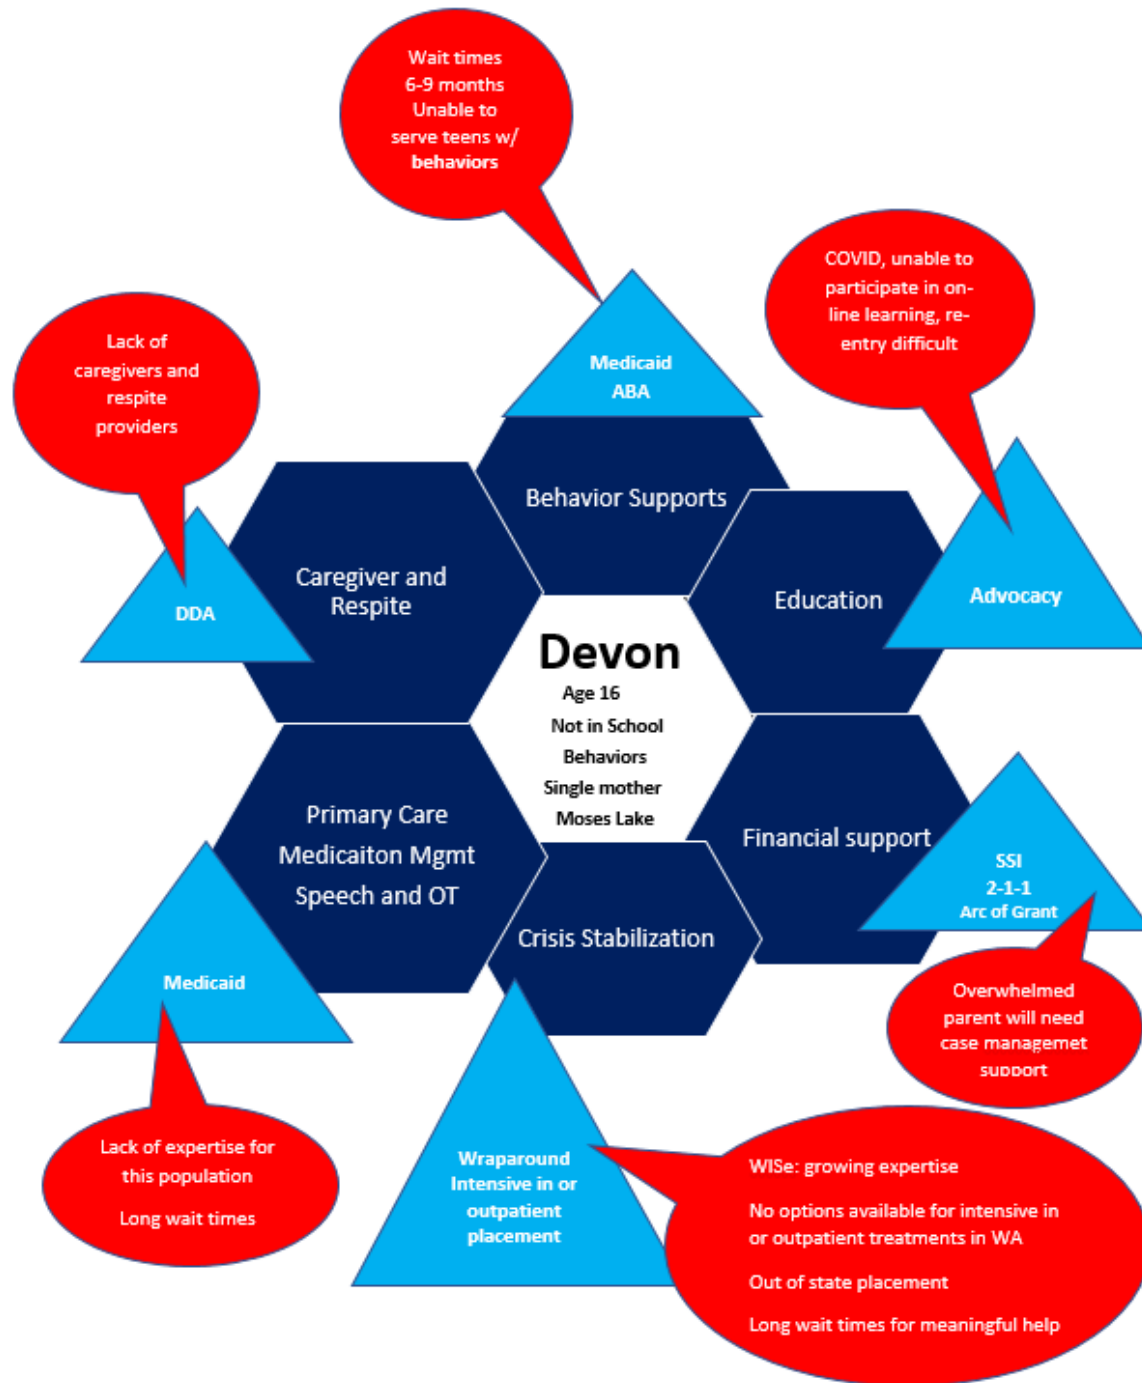 Wait times
6-9 months
Unable to
serve teens w/
behaviors
COVID, unable to
participate in on-
line learning, re-
entry difficult
Lack of
caregivers and
respite
providers
Medicaid
ABA
Behavior Supports
Caregiver and
Respite
DDA
Education
Advocacy
Devon
Age 16
Not in School
Behaviors
Single mother
Moses Lake
Primary Care
Medicaiton Mgmt
Speech and OT
Financial support
SSI
2-1-1
Arc of Grant
Crisis Stabilization
Medicaid
Overwhelmed
parent will need
case managemet
support
Lack of expertise for
this population
Long wait times
Wraparound
Intensive in or
outpatient
placement
WISe: growing expertise
No options available for intensive in
or outpatient treatments in WA
Out of state placement
Long wait times for meaningful help